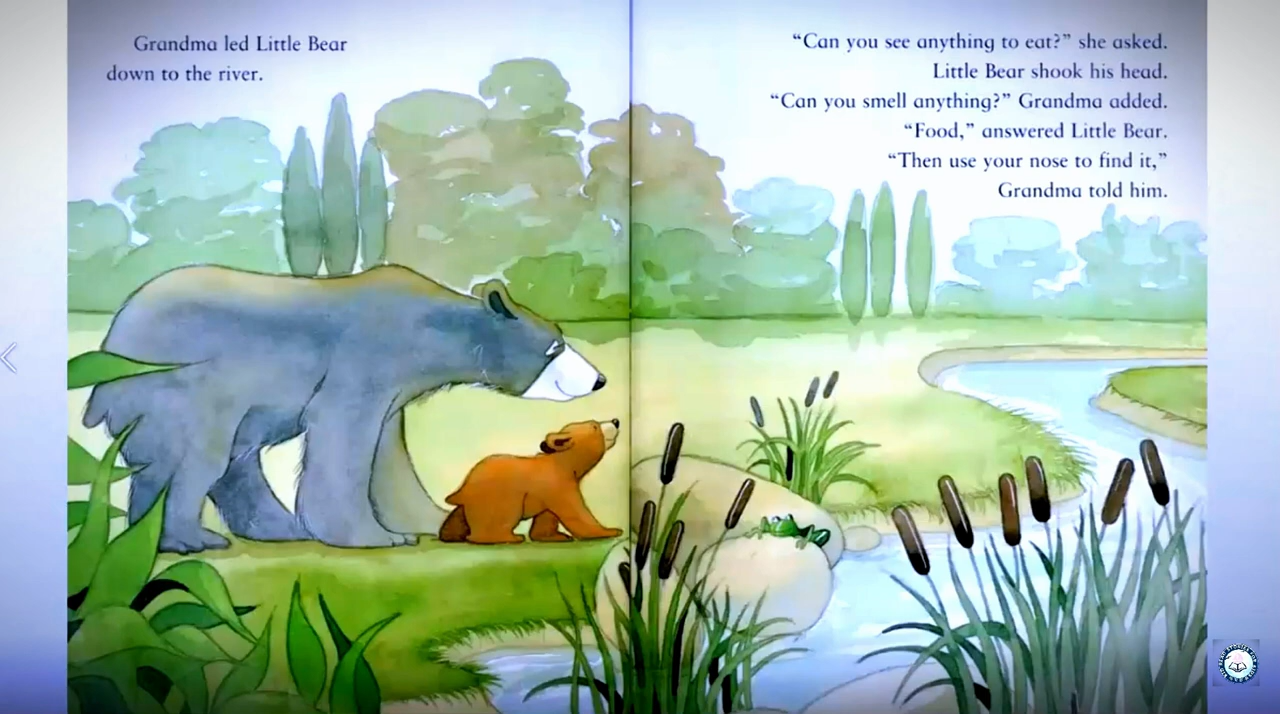 Grandma led Little Bear
down to the river.
“Can you see anything to eat?” she asked.
Little Bear shook his head.
“Can you smell anything?” Grandma added.
“Food,” answered Little Bear.
“Then use your nose to find it,”
Grandma told him.